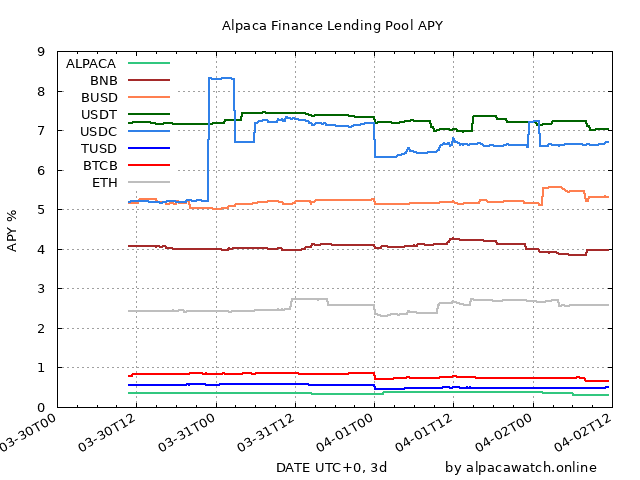 Alpaca Finance Lending Pool APY
9
8
7
6
5
4
3
2
1
0
APY %
ALPACA
BNB
BUSD
USDT
USDC
TUSD
BTCB
ETH
03-30T00
03-30T12
03-31T00
03-31T12
04-01T00
04-01T12
04-02T00
04-02T12
DATE UTC+0, 3d
by alpacawatch.online